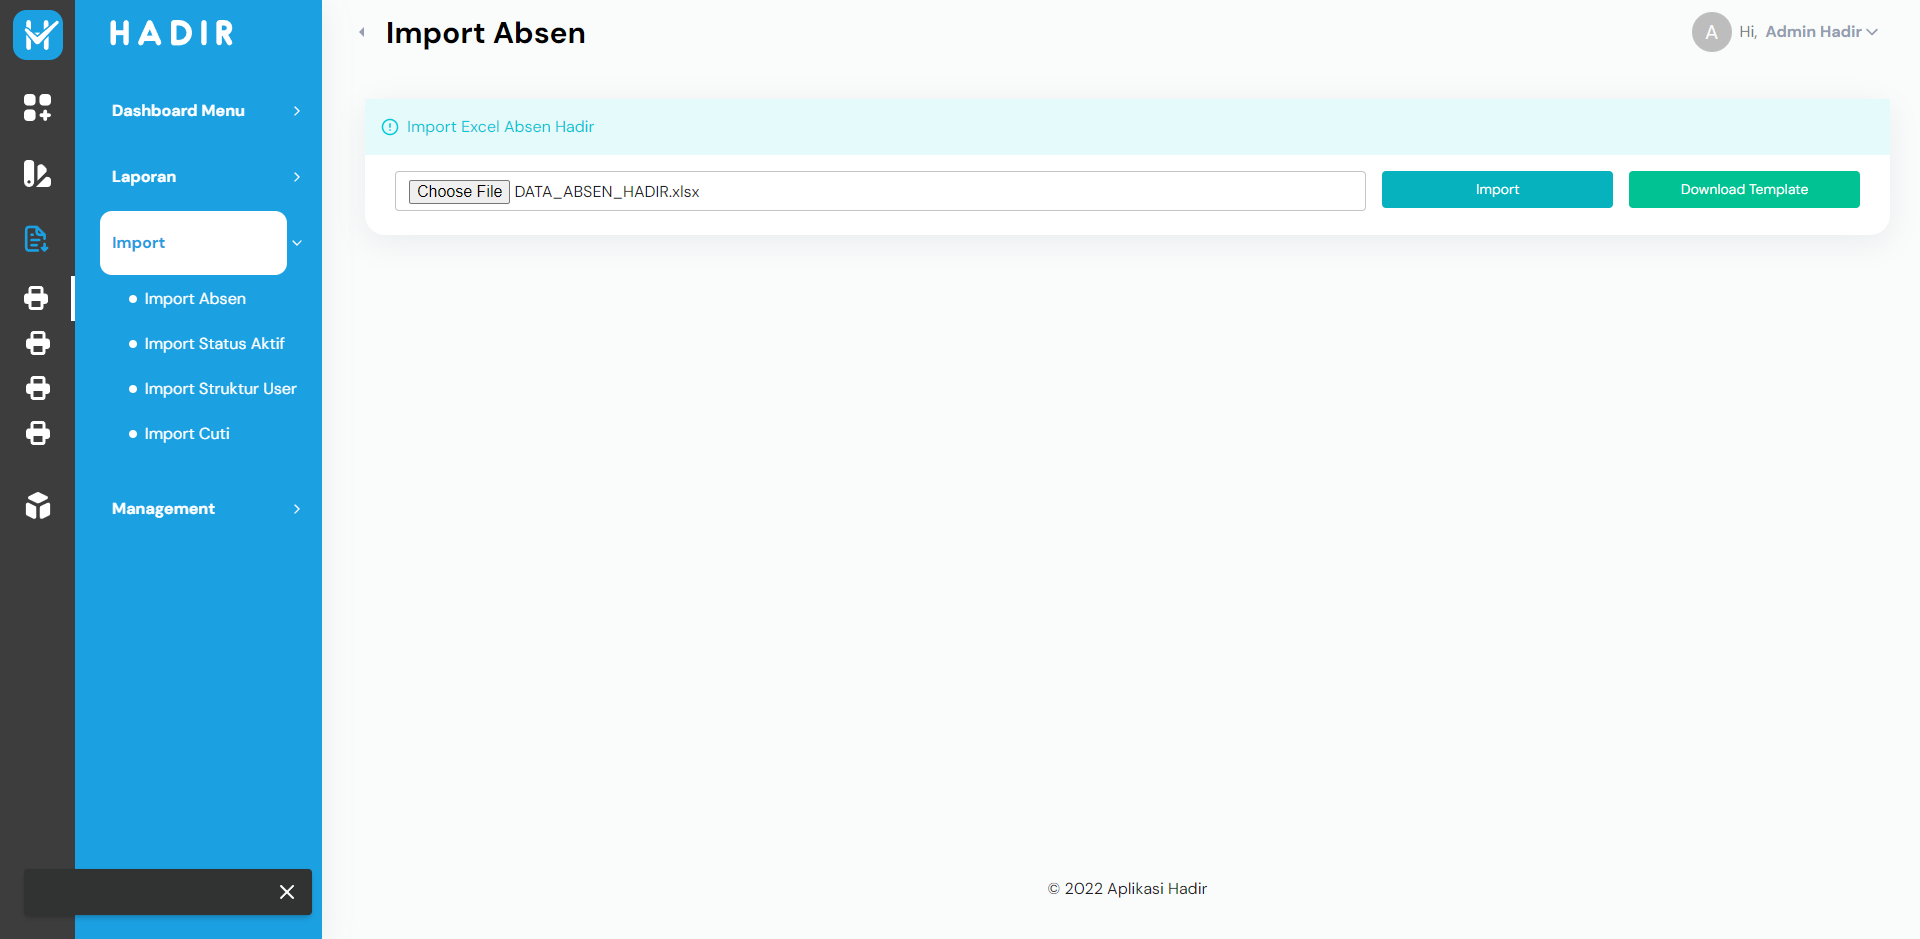 HADIR
Dashboard Menu
Laporan
Import
Import Absen
Import Status Aktif
Import Struktur User
Import Cuti
Management
Import Absen
A Hi, Admin Hadir
Import Excel Absen Hadir
Choose File DATA_ABSEN_HADIR.xlsx
Import
Download Template
© 2022 Aplikasi Hadir